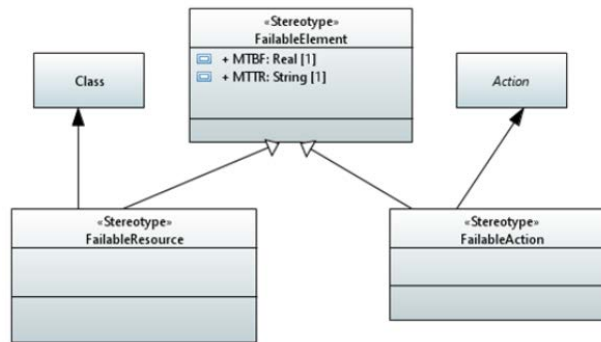 «Stereotype»
FailableElement
+ MTBF: Real [1]
+ MTTR: String [1]
Class
Action
«Stereotype»
FailableResource
«Stereotype»
FailableAction